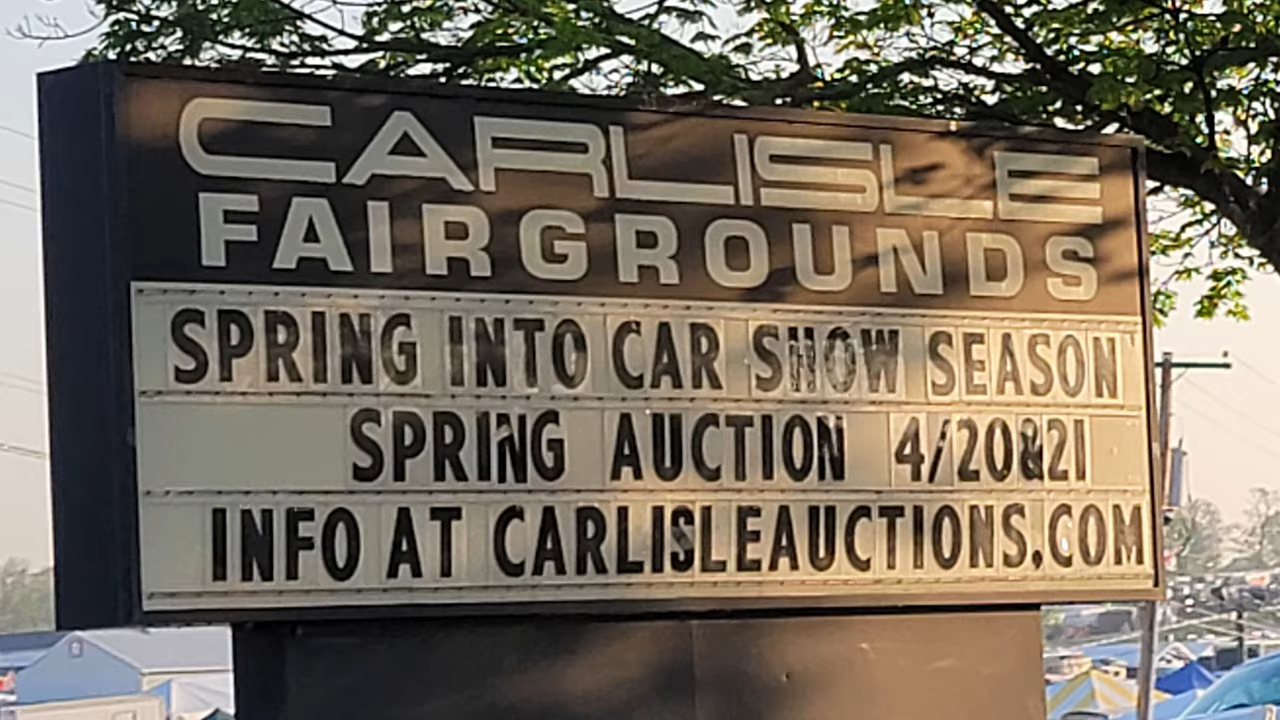 CARLISLE
FAIRGROUNDS
SPRING INTO CAR SHOW SEASON
SPRING AUCTION 4/20&21
INFO AT CARLISLEAUCTIONS.COM